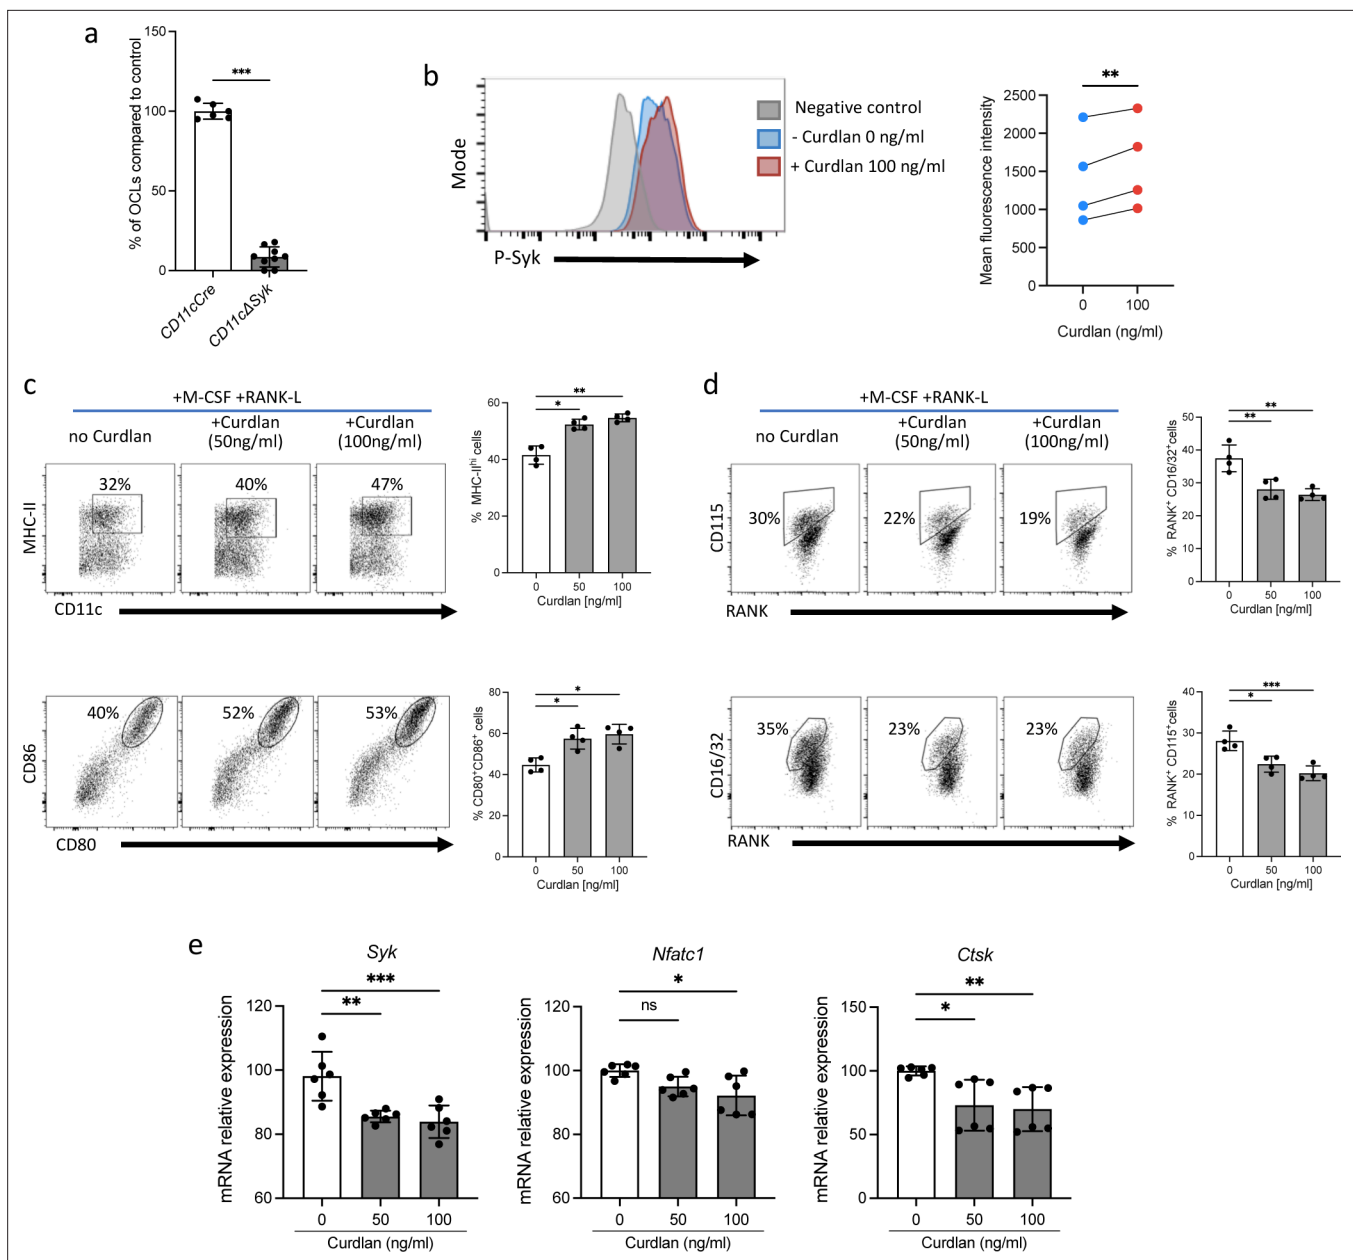 a
% of OCLs compared to control
150
100
50
0
***
CD11cCre
CD11cΔSyk
b
Mode
P-Syk
Negative control
- Curdlan 0 ng/ml
+ Curdlan 100 ng/ml
**
Mean fluorescence intensity
2500
2000
1500
1000
500
0
0 100
Curdlan (ng/ml)
c
+M-CSF +RANK-L
no Curdlan
+Curdlan
(50ng/ml)
+Curdlan
(100ng/ml)
32%
40%
47%
MHC-II
CD11c
% MHC-IIhi cells
60
40
20
0
**
*
0 50 100
Curdlan [ng/ml]
40%
52%
53%
CD86
CD80
% CD80+CD86+ cells
80
60
40
20
0
*
*
0 50 100
Curdlan [ng/ml]
d
+M-CSF +RANK-L
no Curdlan
+Curdlan
(50ng/ml)
+Curdlan
(100ng/ml)
30%
22%
19%
CD115
RANK
% RANK+ CD16/32+cells
50
40
30
20
10
0
**
**
0 50 100
Curdlan [ng/ml]
35%
23%
23%
CD16/32
RANK
% RANK+ CD115+cells
40
30
20
10
0
***
*
0 50 100
Curdlan [ng/ml]
e
Syk
mRNA relative expression
120
100
80
60
***
**
0 50 100
Curdlan (ng/ml)
Nfatc1
mRNA relative expression
120
100
80
60
*
ns
0 50 100
Curdlan (ng/ml)
Ctsk
mRNA relative expression
150
100
50
0
**
*
0 50 100
Curdlan (ng/ml)